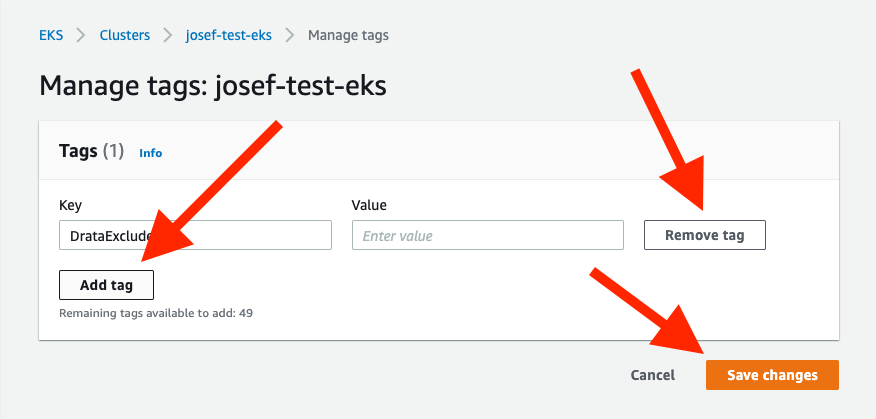 EKS > Clusters > josef-test-eks > Manage tags
Manage tags: josef-test-eks
Tags (1) Info
Key Value
DrataExclude Enter value Remove tag
Add tag
Remaining tags available to add: 49
Cancel Save changes